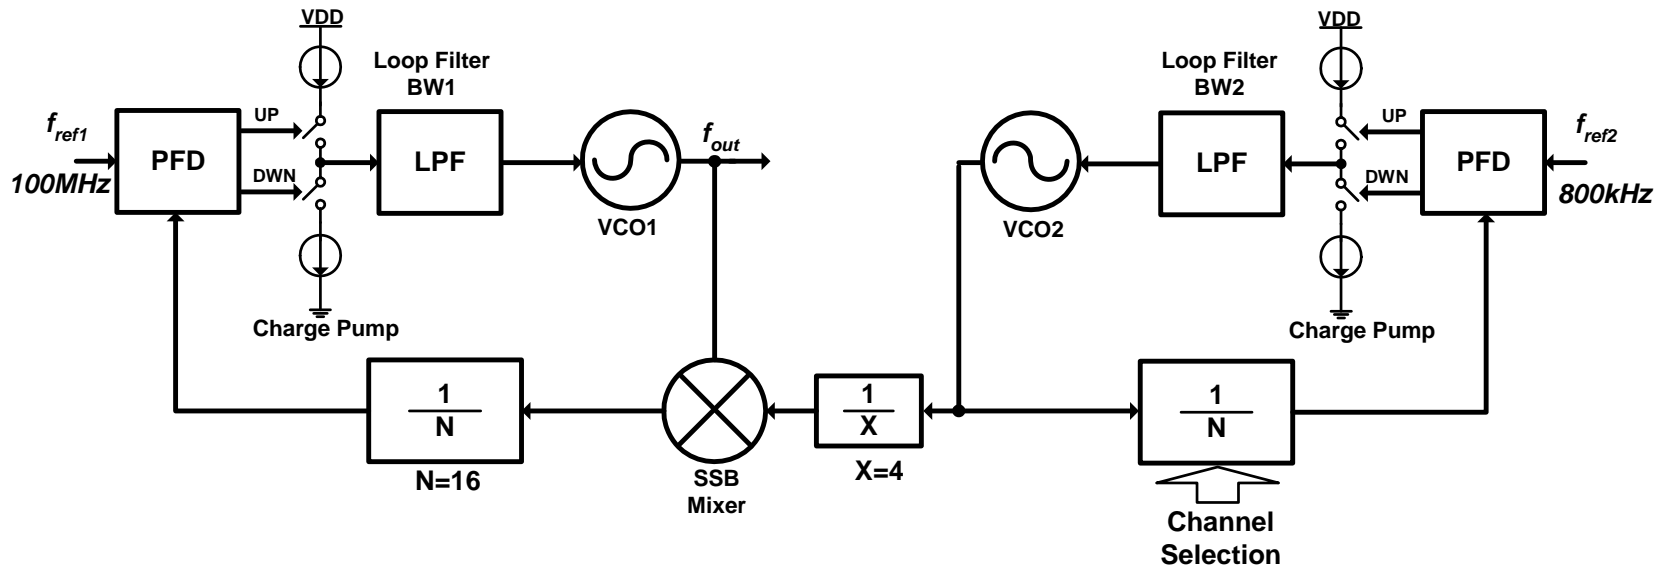 VDD
Loop Filter
BW1
f_ref1
100MHz
PFD
UP
DWN
LPF
VCO1
f_out
Charge Pump
1
N
N=16
SSB
Mixer
1
X
X=4
VDD
Loop Filter
BW2
VCO2
LPF
UP
DWN
PFD
f_ref2
800kHz
Charge Pump
1
N
Channel
Selection